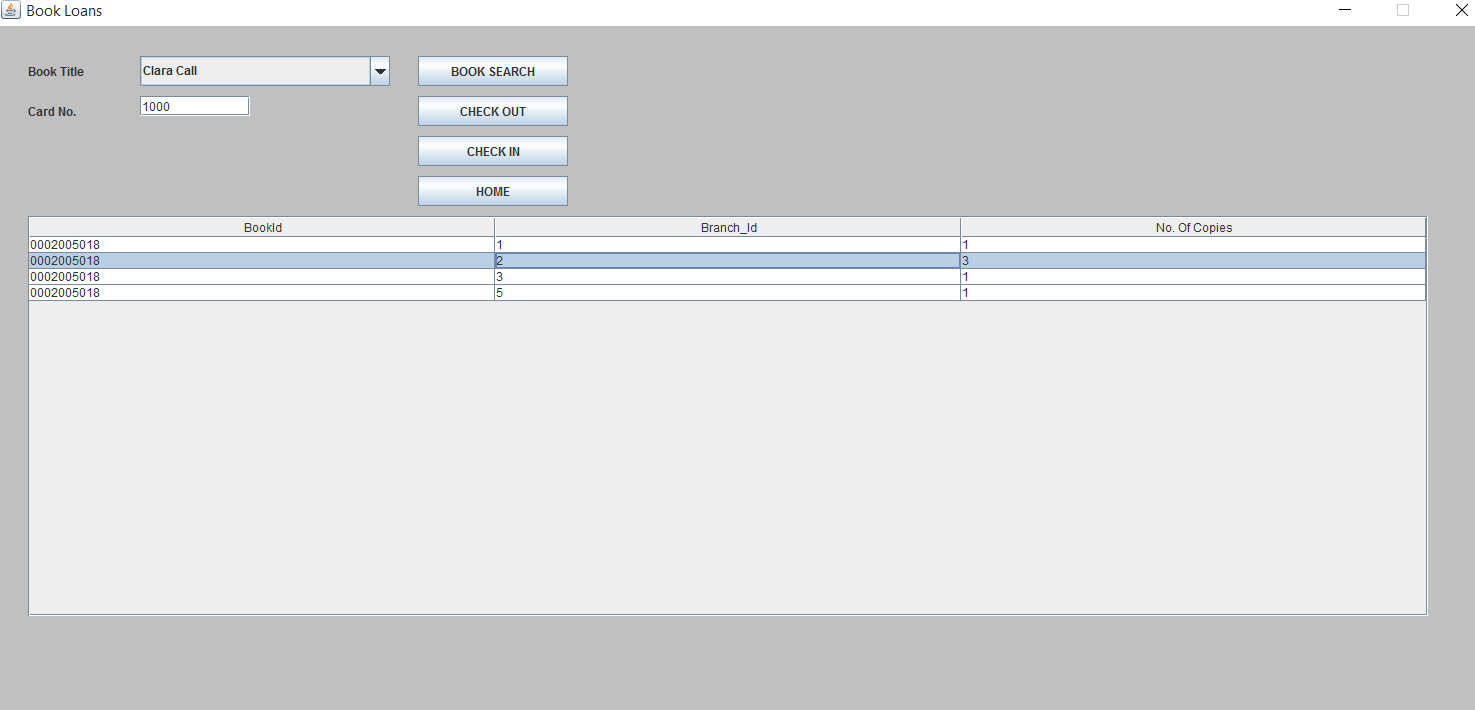 Book Loans
Book Title Clara Call BOOK SEARCH
Card No. 1000 CHECK OUT
CHECK IN
HOME
BookId Branch_Id No. Of Copies
0002005018 1 1
0002005018 2 3
0002005018 3 1
0002005018 5 1